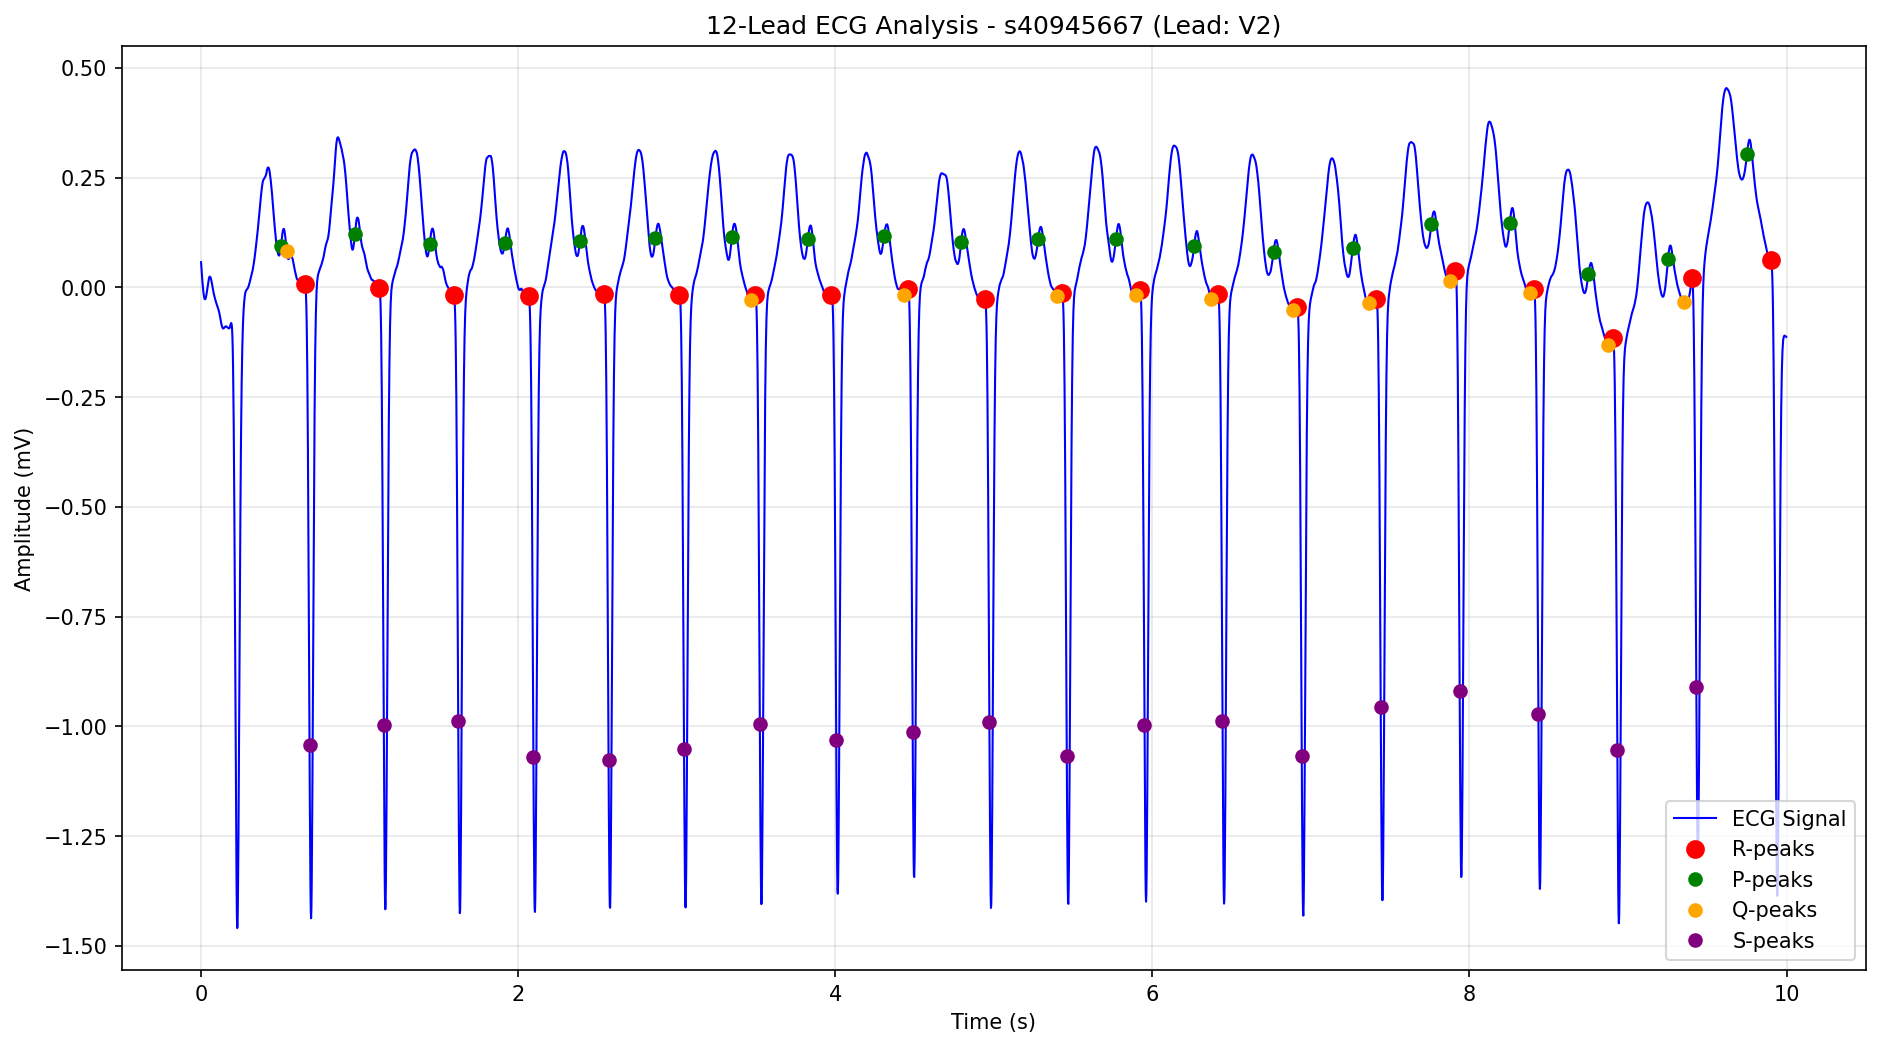 12-Lead ECG Analysis - s40945667 (Lead: V2)
0.50
0.25
0.00
−0.25
−0.50
−0.75
−1.00
−1.25
−1.50
Amplitude (mV)
0 2 4 6 8 10
Time (s)
ECG Signal
R-peaks
P-peaks
Q-peaks
S-peaks